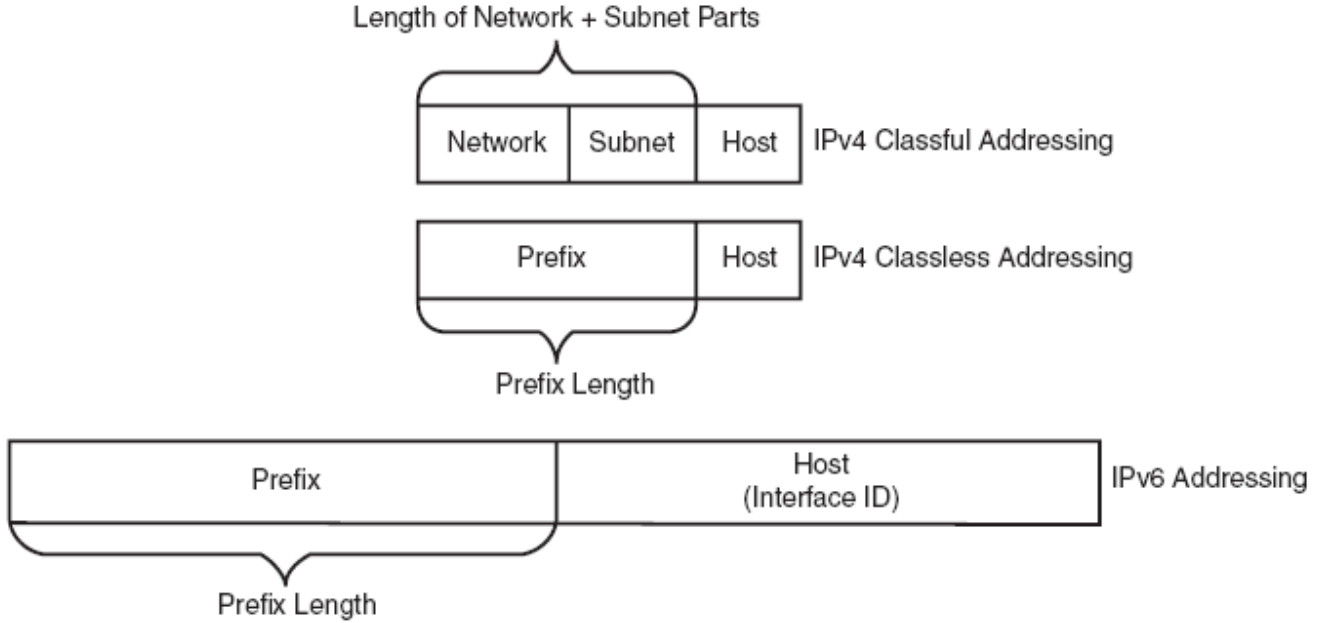 Length of Network + Subnet Parts
Network Subnet Host IPv4 Classful Addressing
Prefix Host IPv4 Classless Addressing
Prefix Length
Prefix Host (Interface ID) IPv6 Addressing
Prefix Length